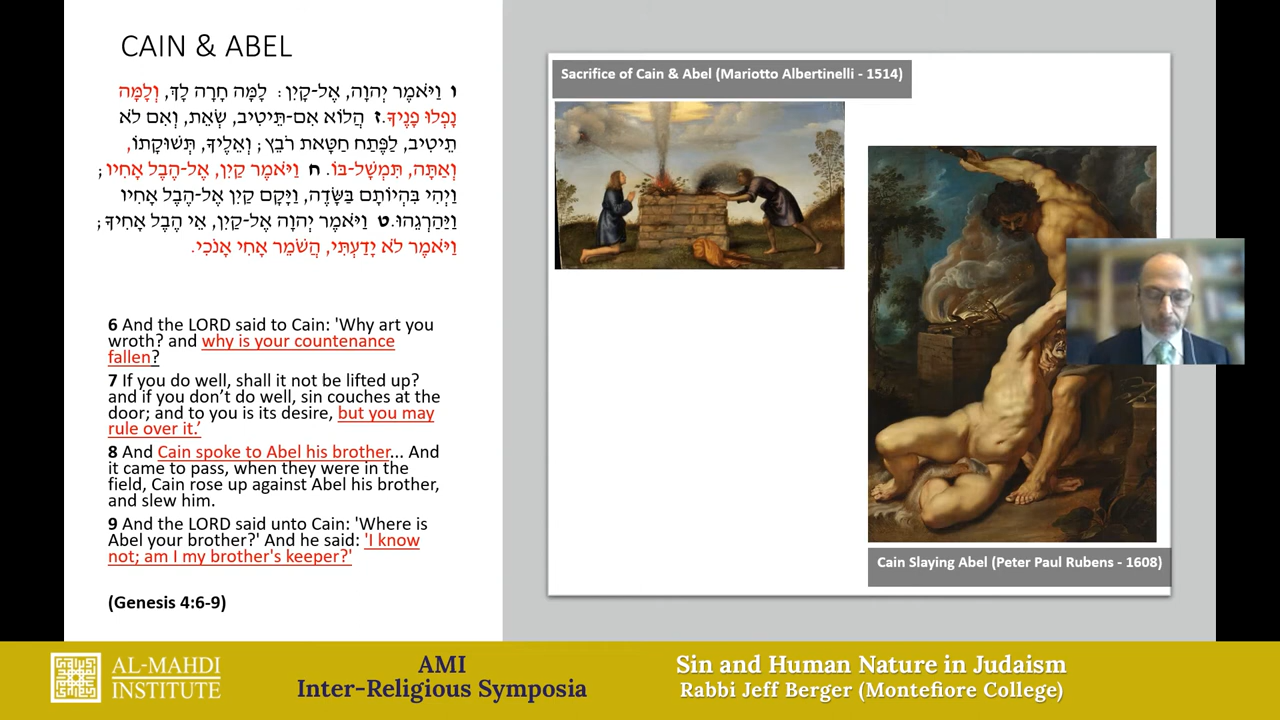 CAIN & ABEL
ו וַיֹּאמֶר יְהוָה, אֶל-קָיִן: לָמָּה חָרָה לָךְ, וְלָמָּה
נָפְלוּ פָנֶיךָ. ז הֲלוֹא אִם-תֵּיטִיב, שְׂאֵת, וְאִם לֹא
תֵיטִיב, לַפֶּתַח חַטָּאת רֹבֵץ; וְאֵלֶיךָ, תְּשׁוּקָתוֹ,
וְאַתָּה, תִּמְשָׁל-בּוֹ. ח וַיֹּאמֶר קַיִן, אֶל-הֶבֶל אָחִיו;
וַיְהִי בִּהְיוֹתָם בַּשָּׂדֶה, וַיָּקָם קַיִן אֶל-הֶבֶל אָחִיו
וַיַּהַרְגֵהוּ. ט וַיֹּאמֶר יְהוָה אֶל-קַיִן, אֵי הֶבֶל אָחִיךָ;
וַיֹּאמֶר לֹא יָדַעְתִּי, הֲשֹׁמֵר אָחִי אָנֹכִי.
6 And the LORD said to Cain: 'Why art you
wroth? and why is your countenance
fallen?
7 If you do well, shall it not be lifted up?
and if you don't do well, sin couches at the
door; and to you is its desire, but you may
rule over it.'
8 And Cain spoke to Abel his brother... And
it came to pass, when they were in the
field, Cain rose up against Abel his brother,
and slew him.
9 And the LORD said unto Cain: 'Where is
Abel your brother?' And he said: 'I know
not; am I my brother's keeper?'
(Genesis 4:6-9)
Sacrifice of Cain & Abel (Mariotto Albertinelli - 1514)
Cain Slaying Abel (Peter Paul Rubens - 1608)
AL-MAHDI
INSTITUTE
AMI
Inter-Religious Symposia
Sin and Human Nature in Judaism
Rabbi Jeff Berger (Montefiore College)